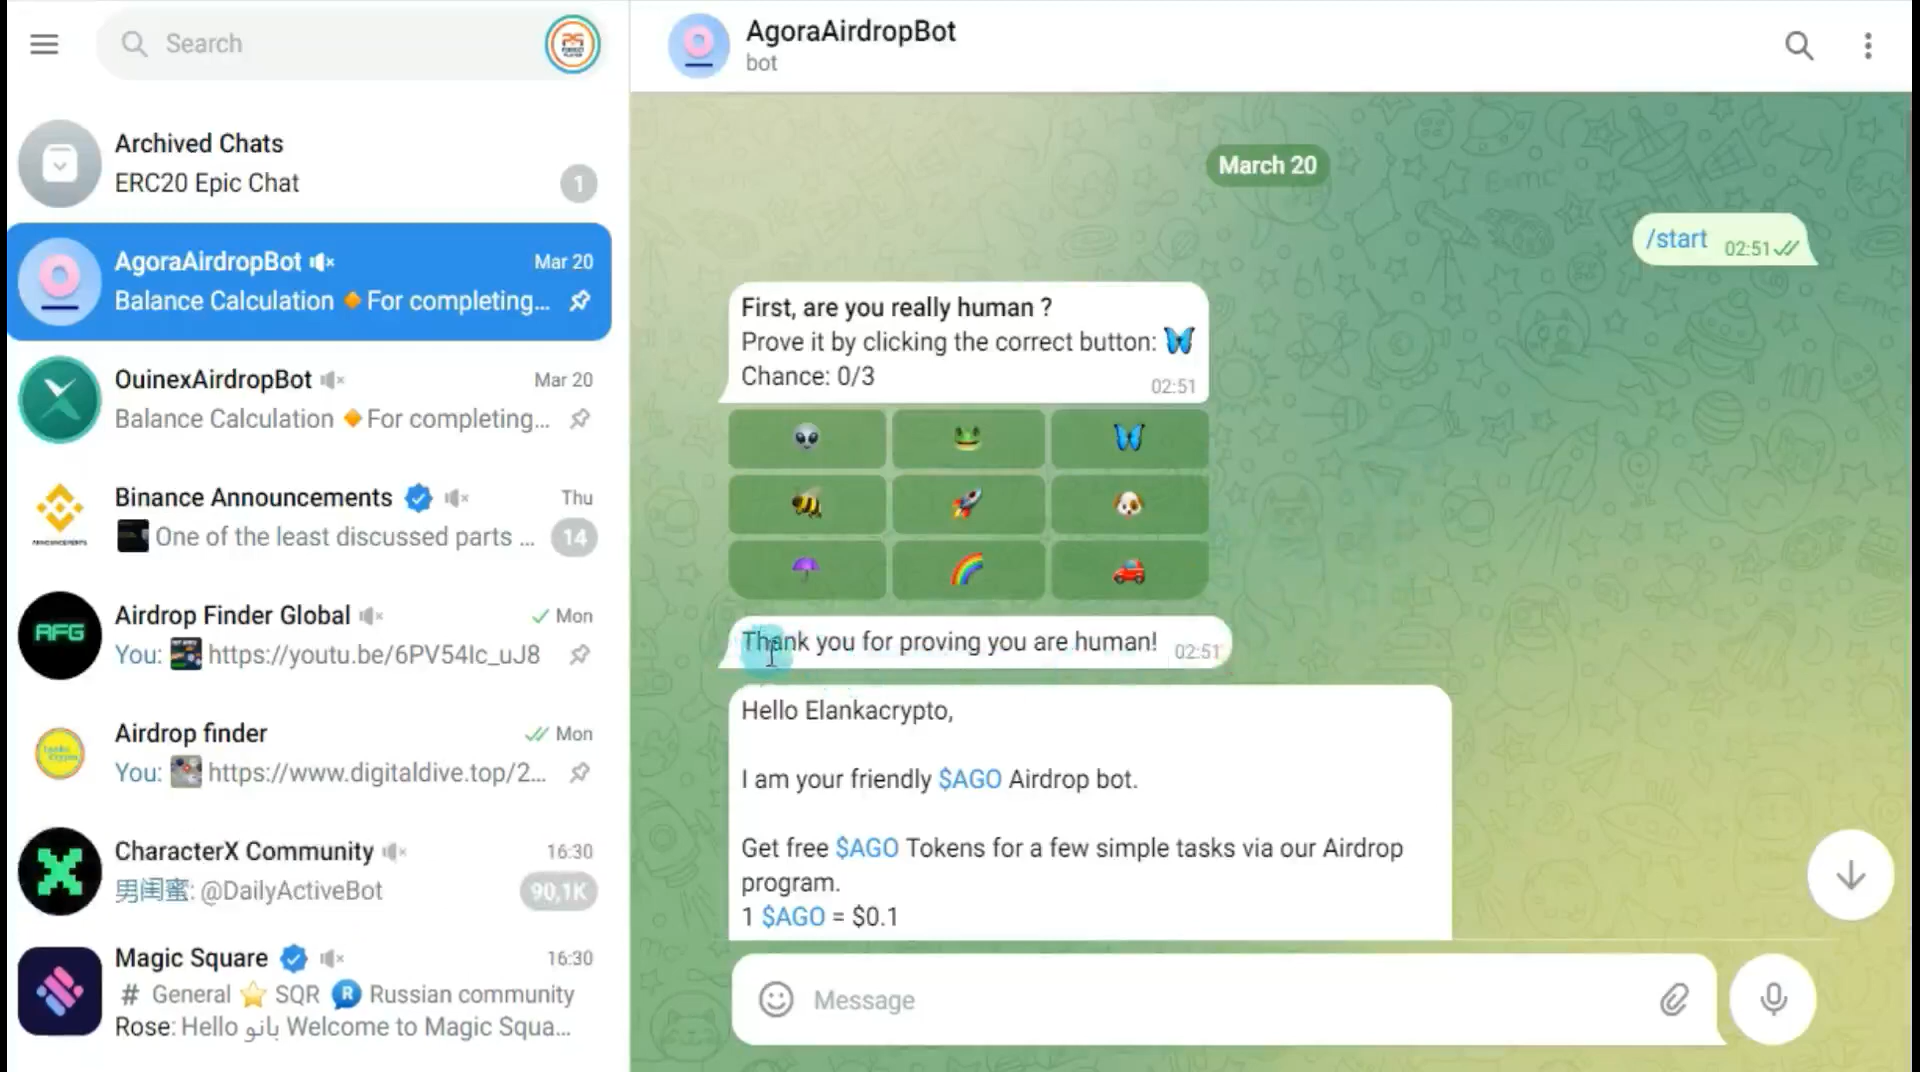 Search
Archived Chats
ERC20 Epic Chat
1
AgoraAirdropBot
Mar 20
Balance Calculation 🔸For completing...
OuinexAirdropBot
Mar 20
Balance Calculation 🔸For completing...
Binance Announcements
Thu
One of the least discussed parts ...
14
AFG
Airdrop Finder Global
Mon
You: https://youtu.be/6PV54Ic_uJ8
Airdrop finder
Mon
You: https://www.digitaldive.top/2...
CharacterX Community
16:30
男闺蜜: @DailyActiveBot
90,1K
Magic Square
16:30
# General ⭐ SQR R Russian community
Rose: Hello بانو Welcome to Magic Squa...
AgoraAirdropBot
bot
March 20
/start 02:51
First, are you really human ?
Prove it by clicking the correct button: 🦋
Chance: 0/3
02:51
Thank you for proving you are human! 02:51
Hello Elankacrypto,
I am your friendly $AGO Airdrop bot.
Get free $AGO Tokens for a few simple tasks via our Airdrop
program.
1 $AGO = $0.1
Message